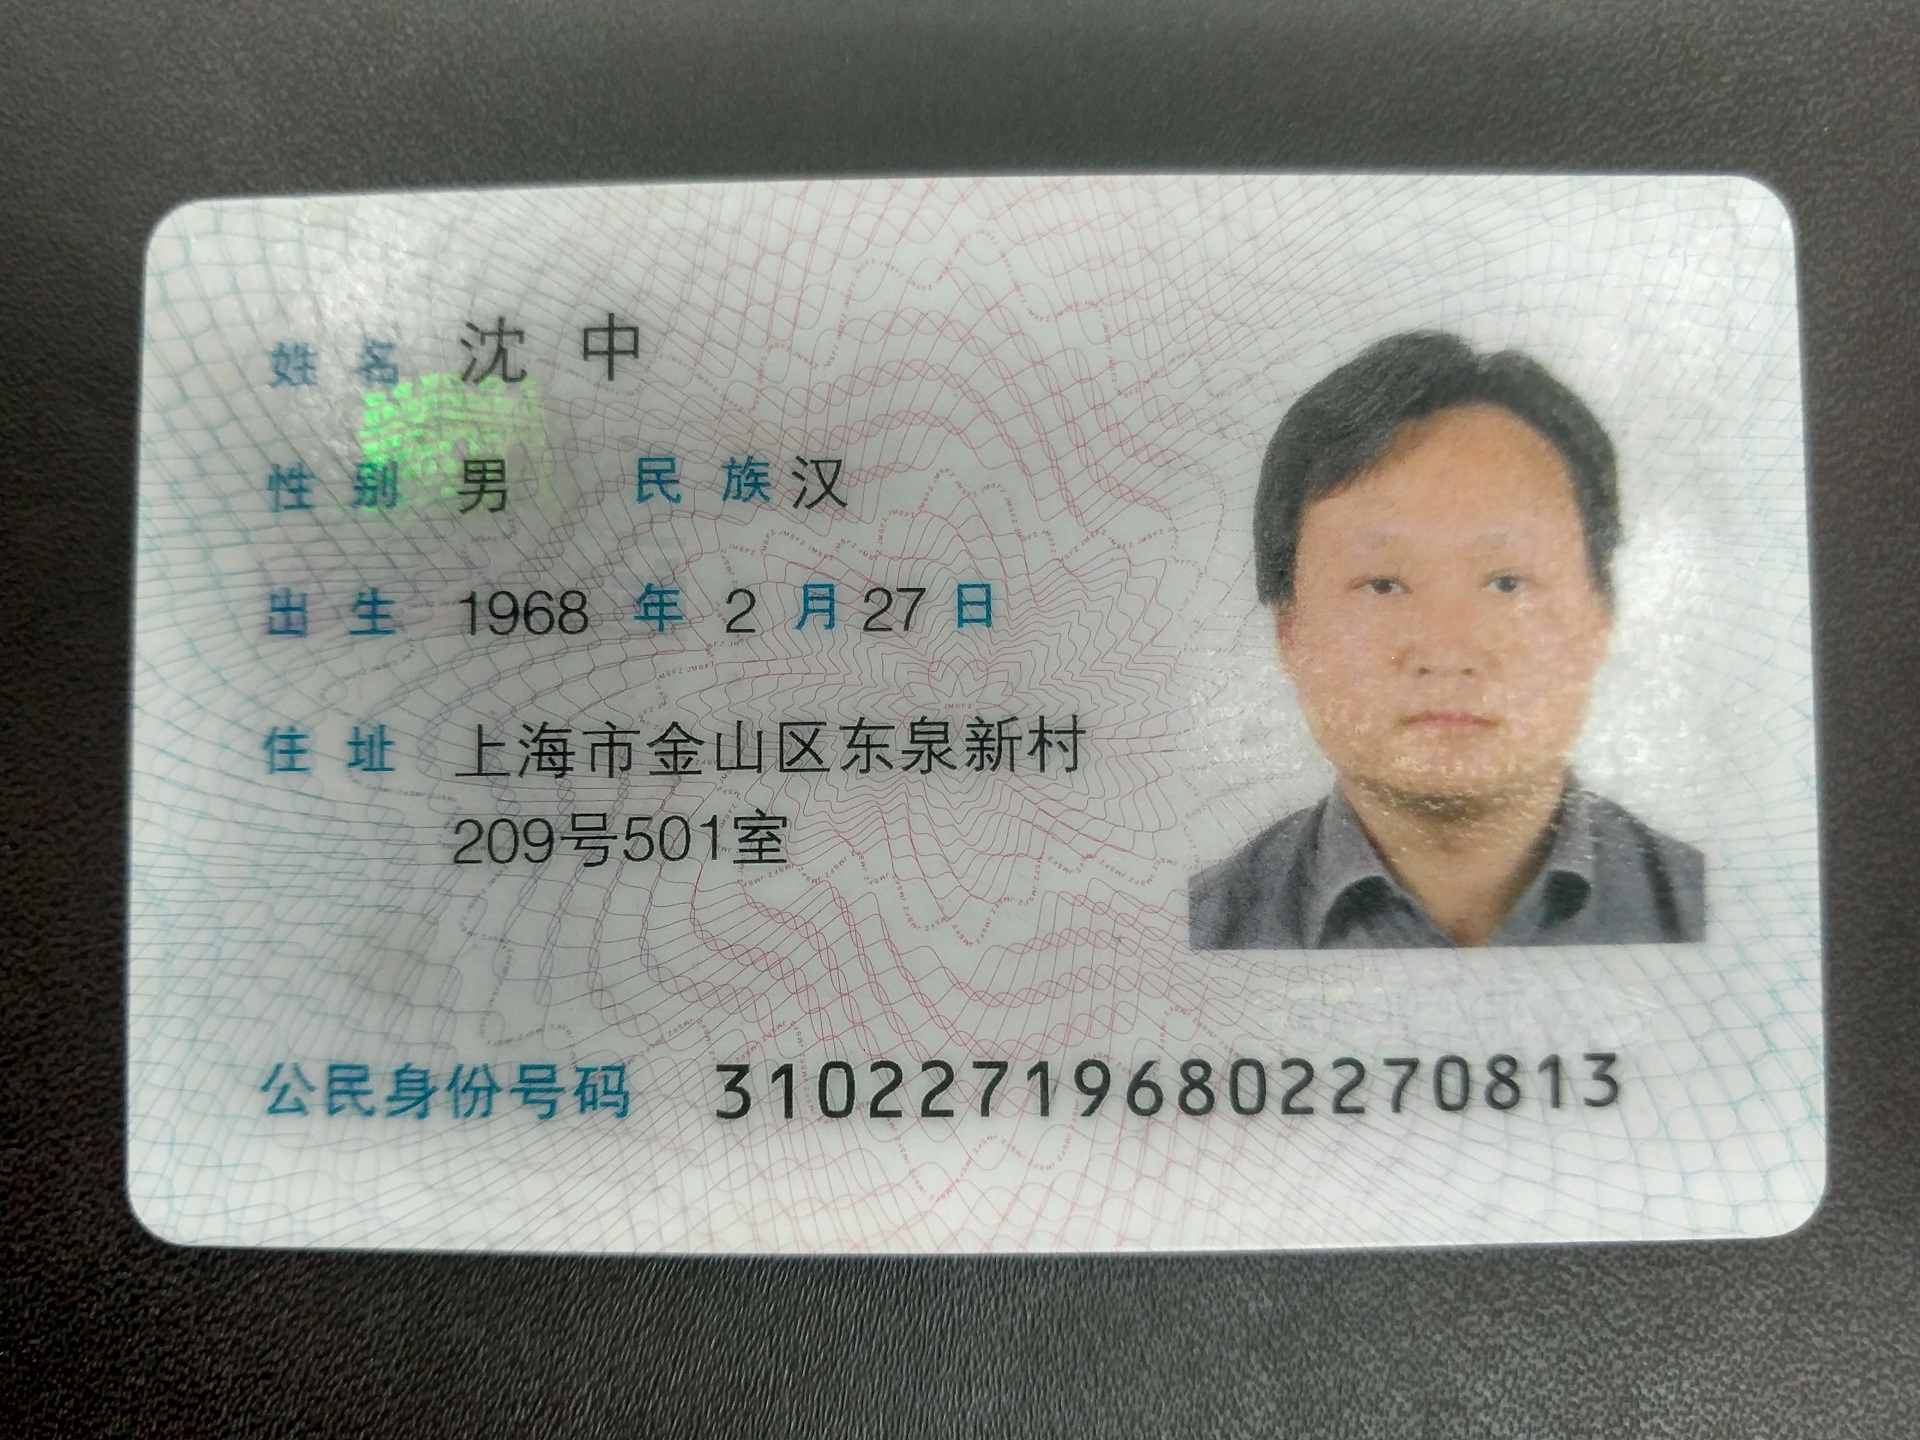 姓名 沈中
性别 男 民族 汉
出生 1968 年 2 月 27 日
住址 上海市金山区东泉新村
209号501室
公民身份号码 310227196802270813